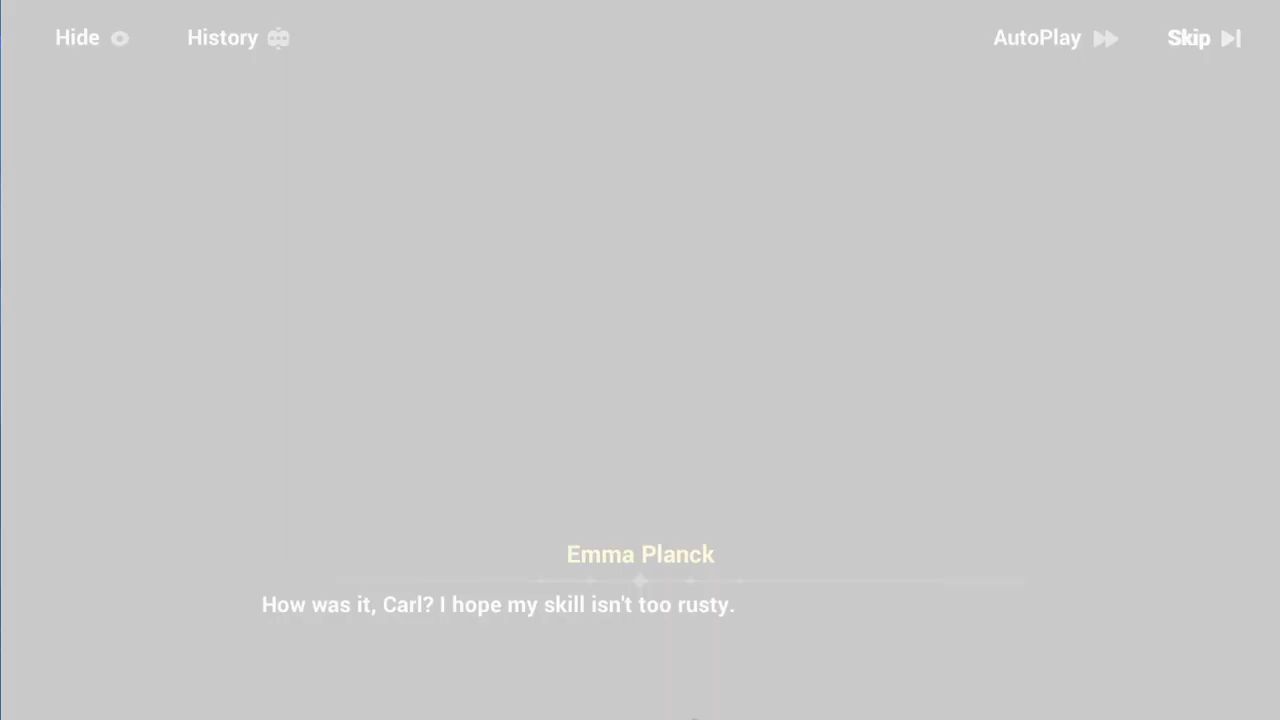 Hide
History
AutoPlay
Skip
Emma Planck
How was it, Carl? I hope my skill isn't too rusty.